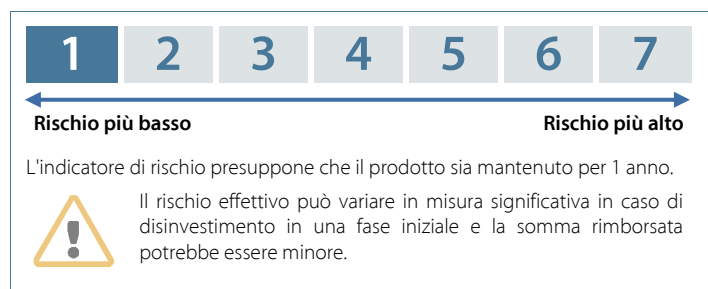 1 2 3 4 5 6 7
Rischio più basso Rischio più alto
L'indicatore di rischio presuppone che il prodotto sia mantenuto per 1 anno.
Il rischio effettivo può variare in misura significativa in caso di
disinvestimento in una fase iniziale e la somma rimborsata
potrebbe essere minore.